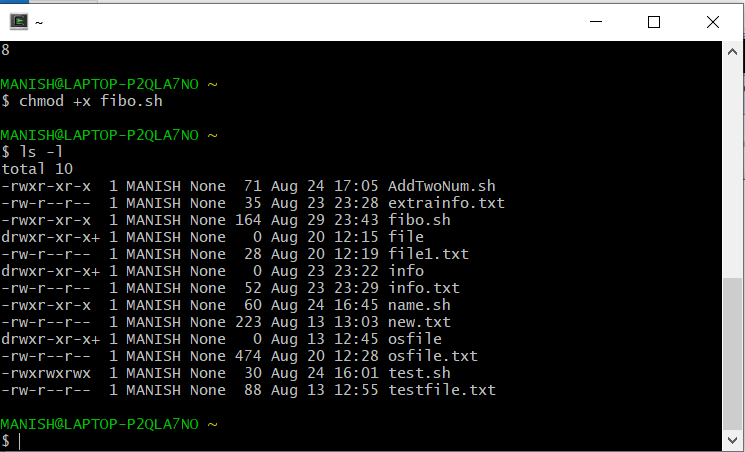 ~
8
MANISH@LAPTOP-P2QLA7NO ~
$ chmod +x fibo.sh
MANISH@LAPTOP-P2QLA7NO ~
$ ls -l
total 10
-rwxr-xr-x  1 MANISH None  71 Aug 24 17:05 AddTwoNum.sh
-rw-r--r--  1 MANISH None  35 Aug 23 23:28 extrainfo.txt
-rwxr-xr-x  1 MANISH None 164 Aug 29 23:43 fibo.sh
drwxr-xr-x+ 1 MANISH None   0 Aug 20 12:15 file
-rw-r--r--  1 MANISH None  28 Aug 20 12:19 file1.txt
drwxr-xr-x+ 1 MANISH None   0 Aug 23 23:22 info
-rw-r--r--  1 MANISH None  52 Aug 23 23:29 info.txt
-rwxr-xr-x  1 MANISH None  60 Aug 24 16:45 name.sh
-rw-r--r--  1 MANISH None 223 Aug 13 13:03 new.txt
drwxr-xr-x+ 1 MANISH None   0 Aug 13 12:45 osfile
-rw-r--r--  1 MANISH None 474 Aug 20 12:28 osfile.txt
-rwxrwxrwx  1 MANISH None  30 Aug 24 16:01 test.sh
-rw-r--r--  1 MANISH None  88 Aug 13 12:55 testfile.txt
MANISH@LAPTOP-P2QLA7NO ~
$